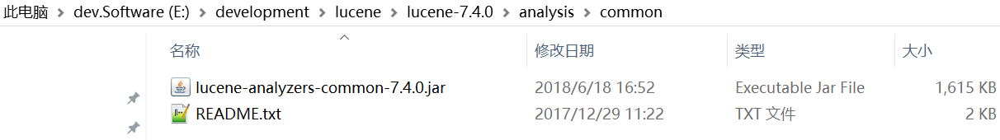 此电脑 > dev.Software (E:) > development > lucene > lucene-7.4.0 > analysis > common
名称 修改日期 类型 大小
lucene-analyzers-common-7.4.0.jar 2018/6/18 16:52 Executable Jar File 1,615 KB
README.txt 2017/12/29 11:22 TXT 文件 2 KB